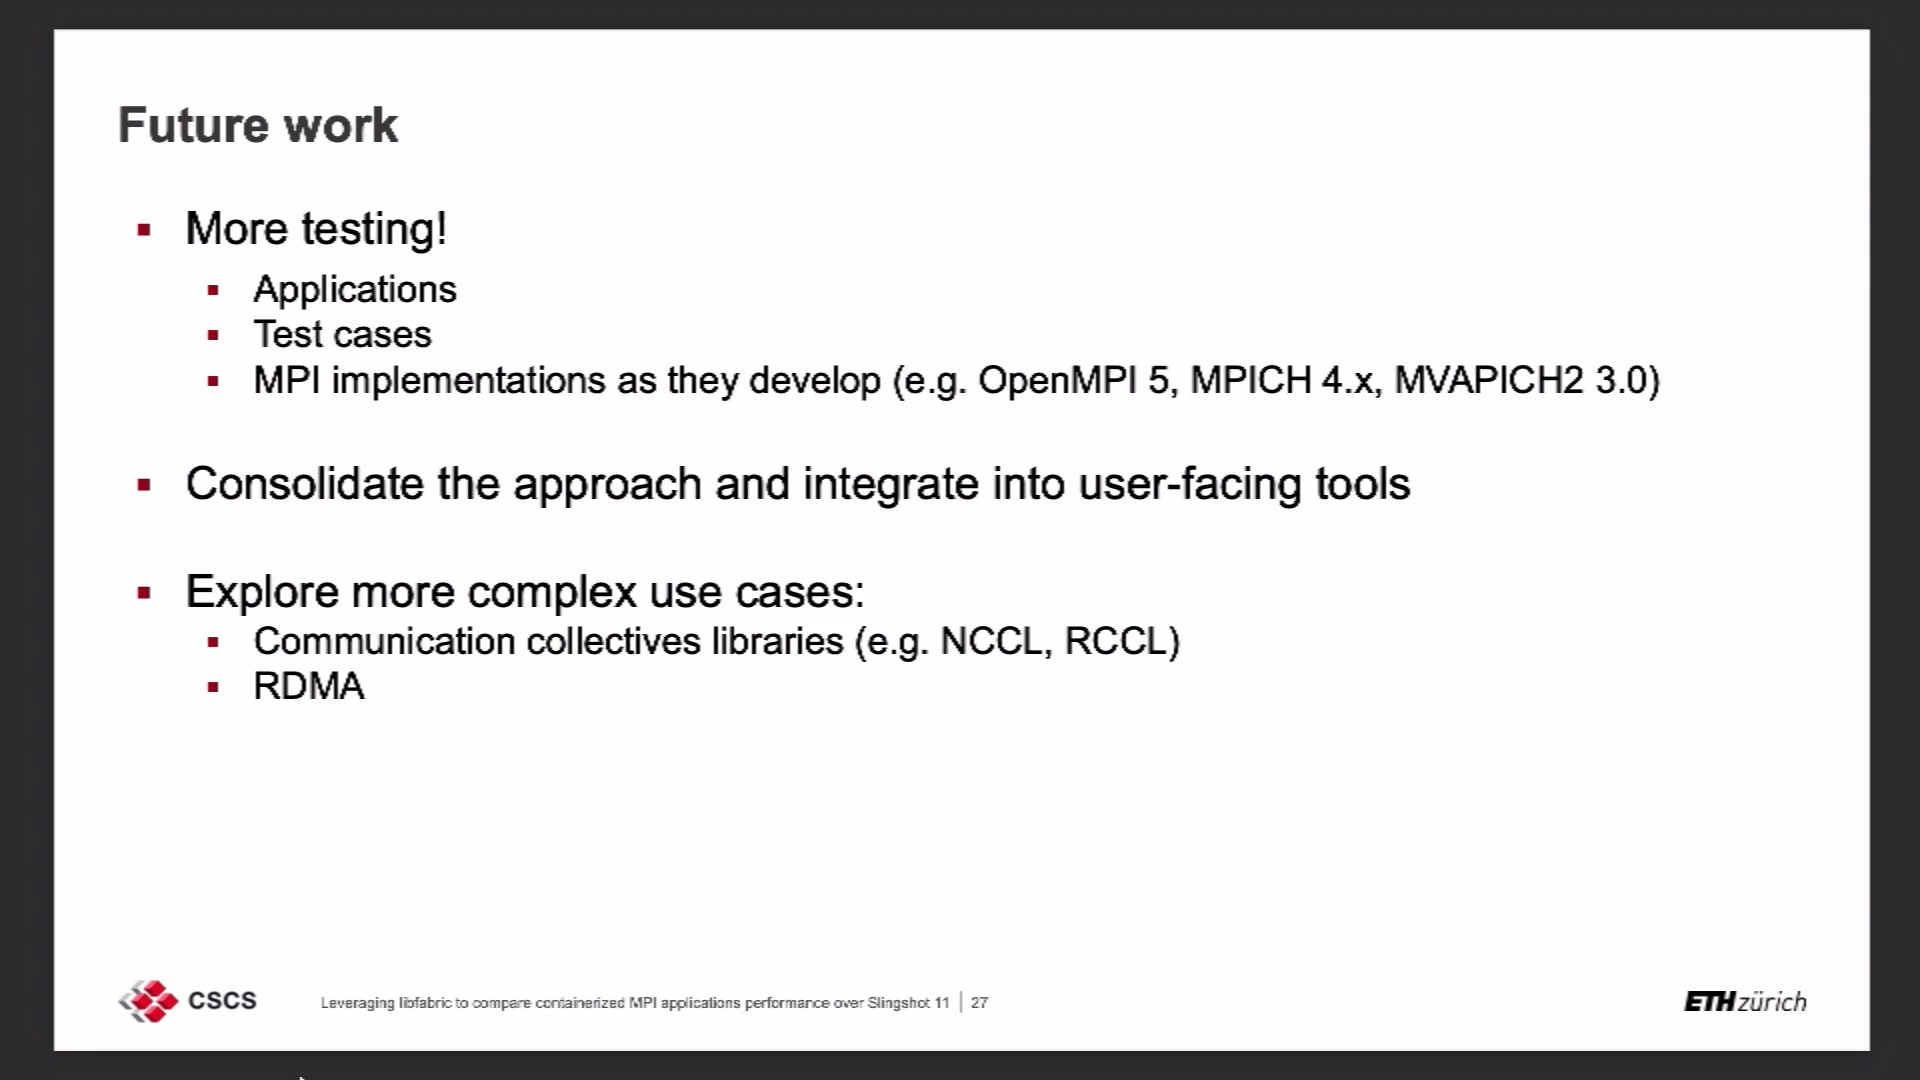 Future work
More testing!
Applications
Test cases
MPI implementations as they develop (e.g. OpenMPI 5, MPICH 4.x, MVAPICH2 3.0)
Consolidate the approach and integrate into user-facing tools
Explore more complex use cases:
Communication collectives libraries (e.g. NCCL, RCCL)
RDMA
CSCS Leveraging libfabric to compare containerized MPI applications performance over Slingshot 11 | 27 ETHzürich